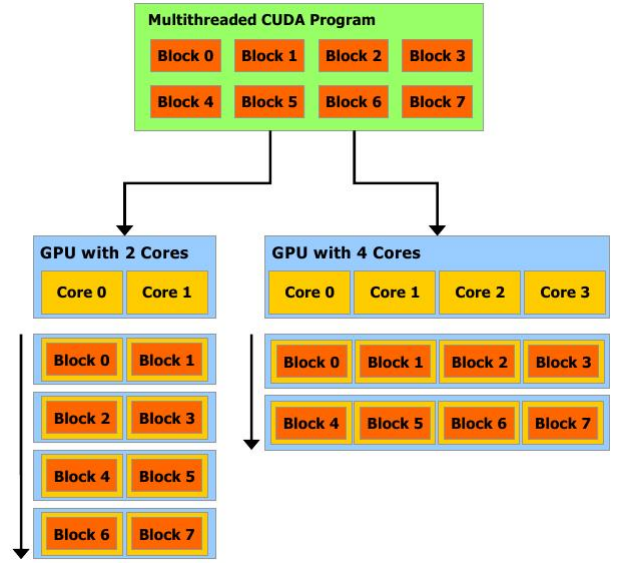 Multithreaded CUDA Program
Block 0 Block 1 Block 2 Block 3
Block 4 Block 5 Block 6 Block 7
GPU with 2 Cores
Core 0 Core 1
Block 0 Block 1
Block 2 Block 3
Block 4 Block 5
Block 6 Block 7
GPU with 4 Cores
Core 0 Core 1 Core 2 Core 3
Block 0 Block 1 Block 2 Block 3
Block 4 Block 5 Block 6 Block 7